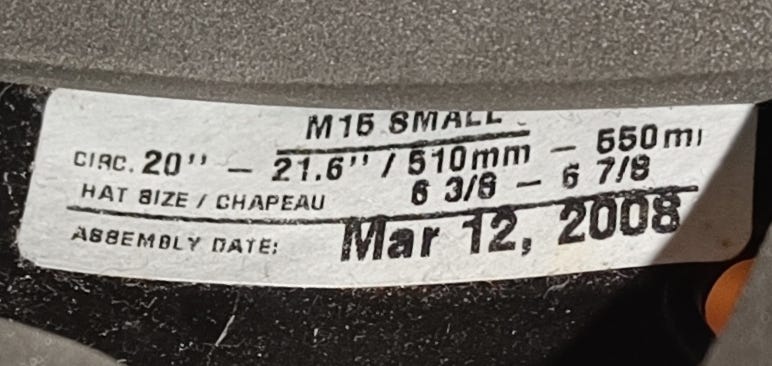 M15 SMALL
CIRC. 20" - 21.6" / 510mm - 550m
HAT SIZE / CHAPEAU 6 3/8 - 6 7/8
ASSEMBLY DATE: Mar 12, 2008